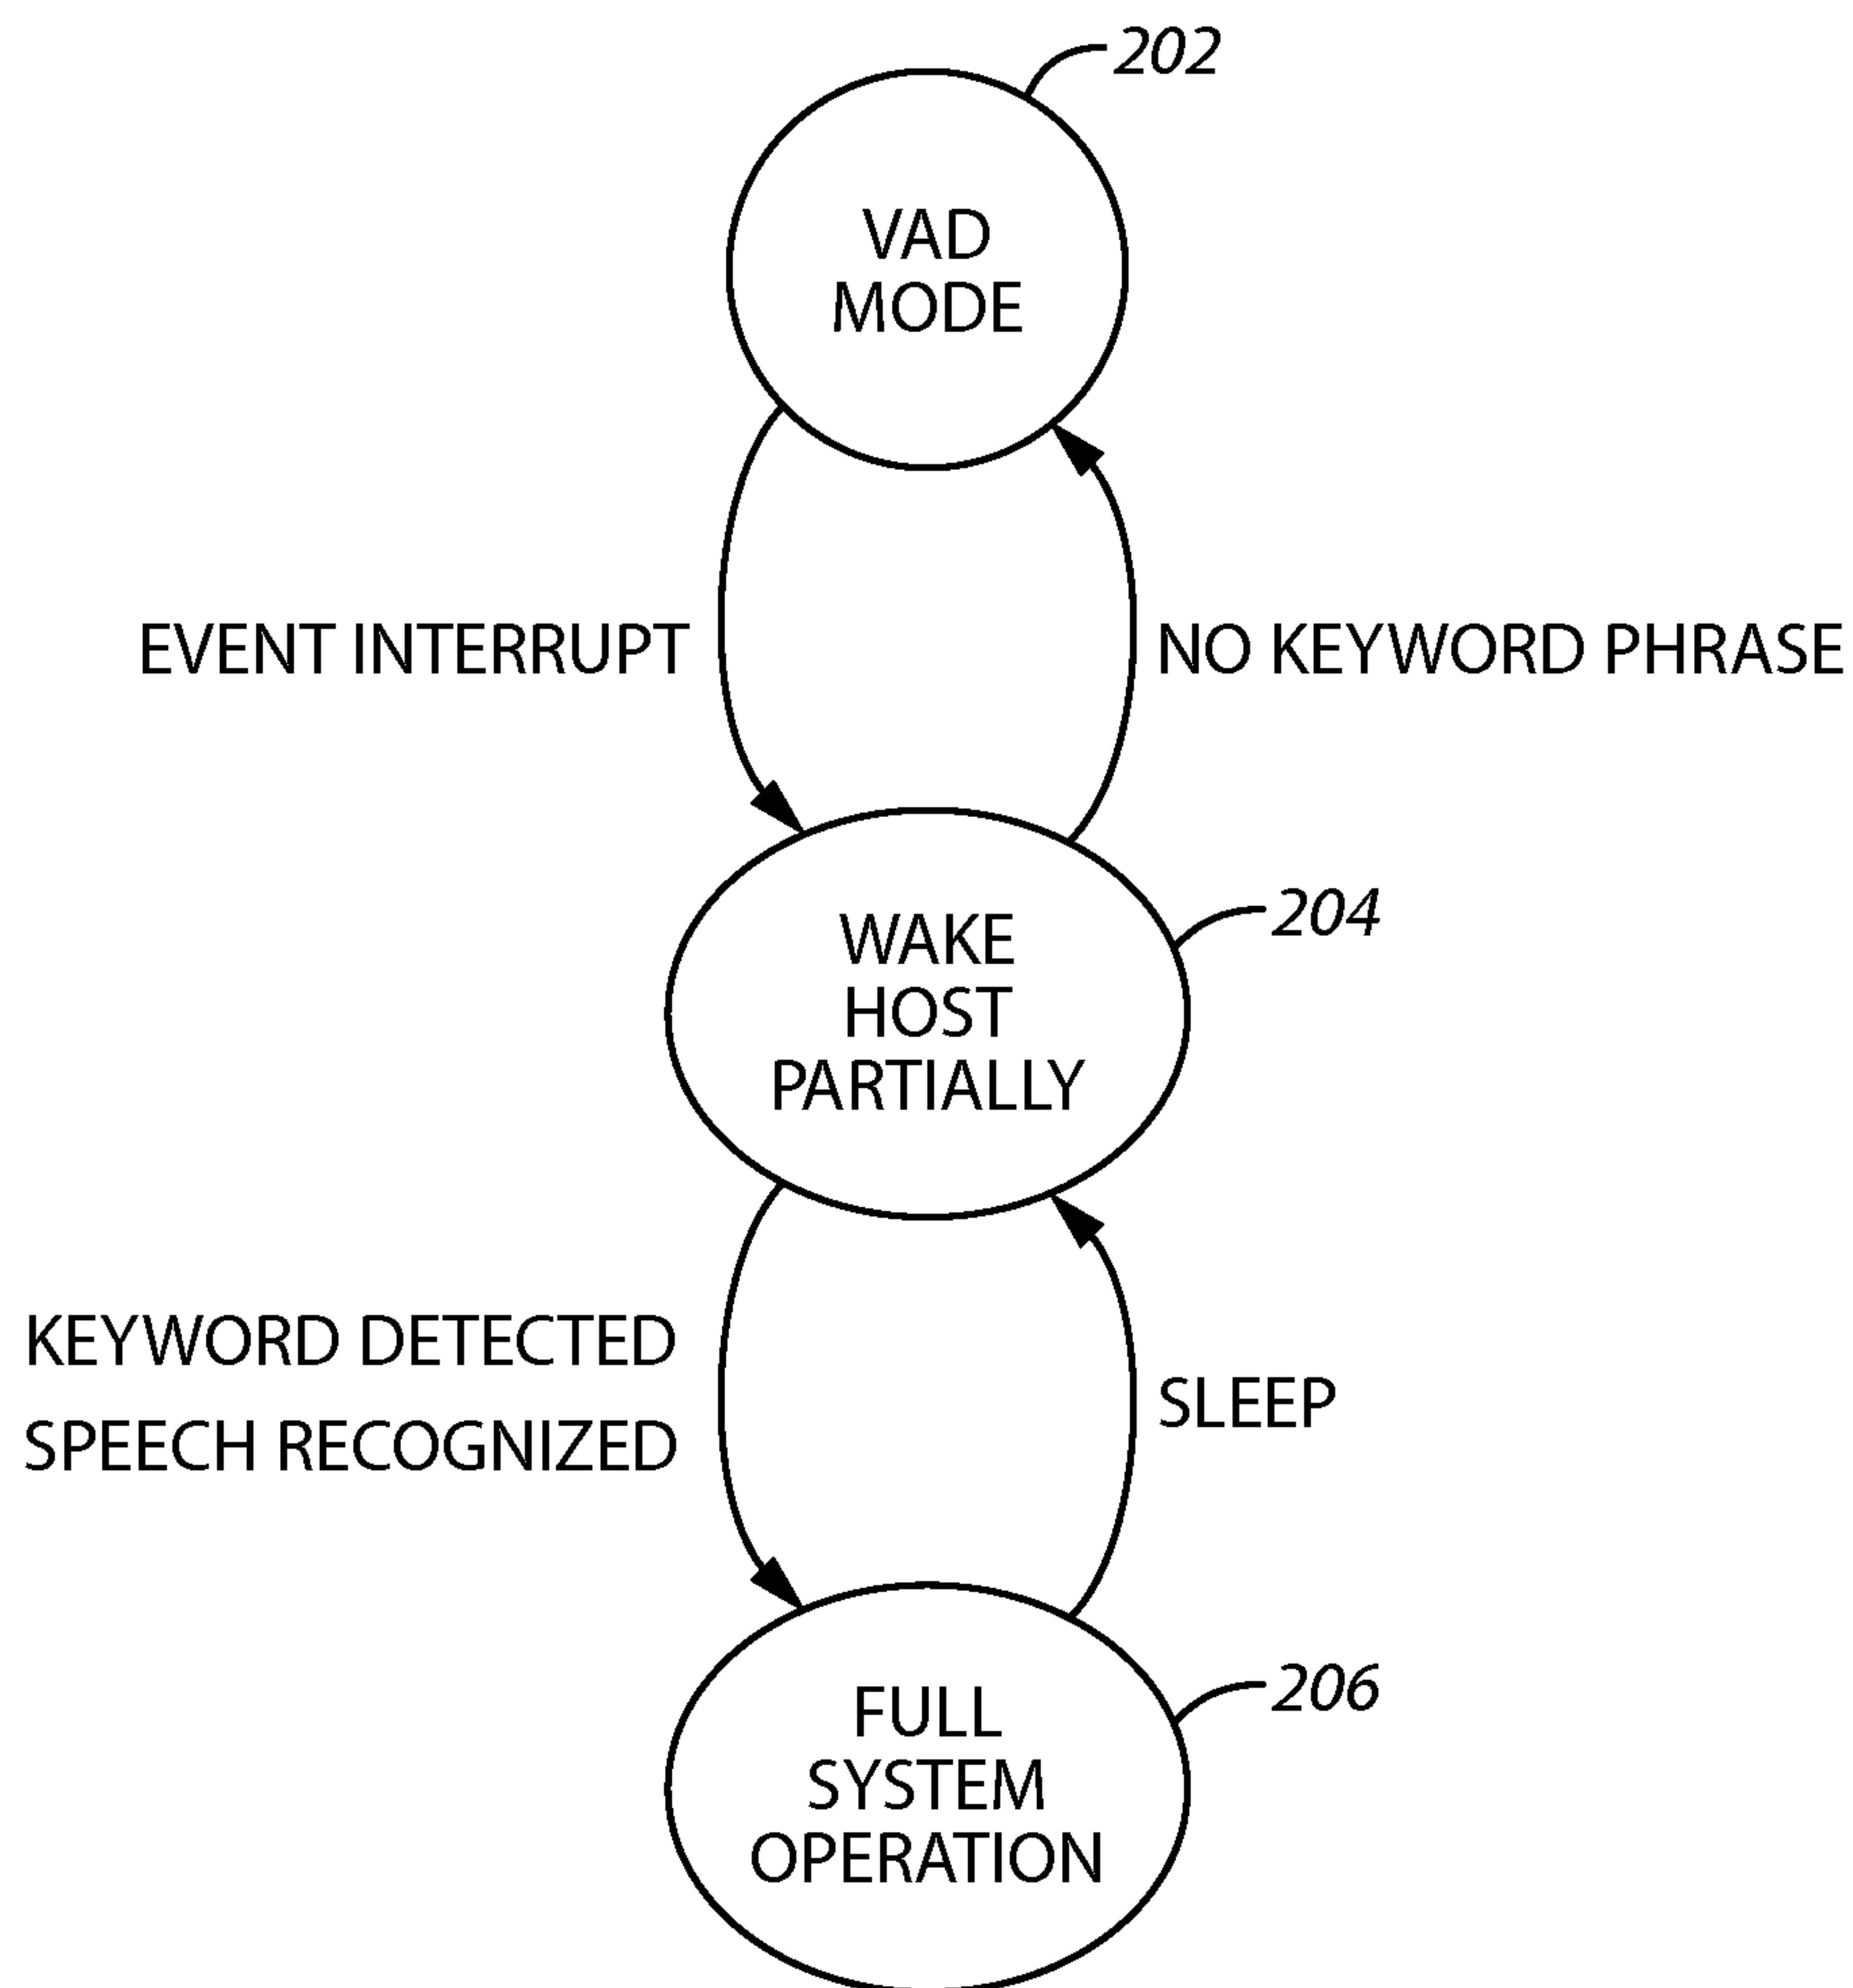 202
VAD
MODE
EVENT INTERRUPT
NO KEYWORD PHRASE
204
WAKE
HOST
PARTIALLY
KEYWORD DETECTED
SPEECH RECOGNIZED
SLEEP
206
FULL
SYSTEM
OPERATION